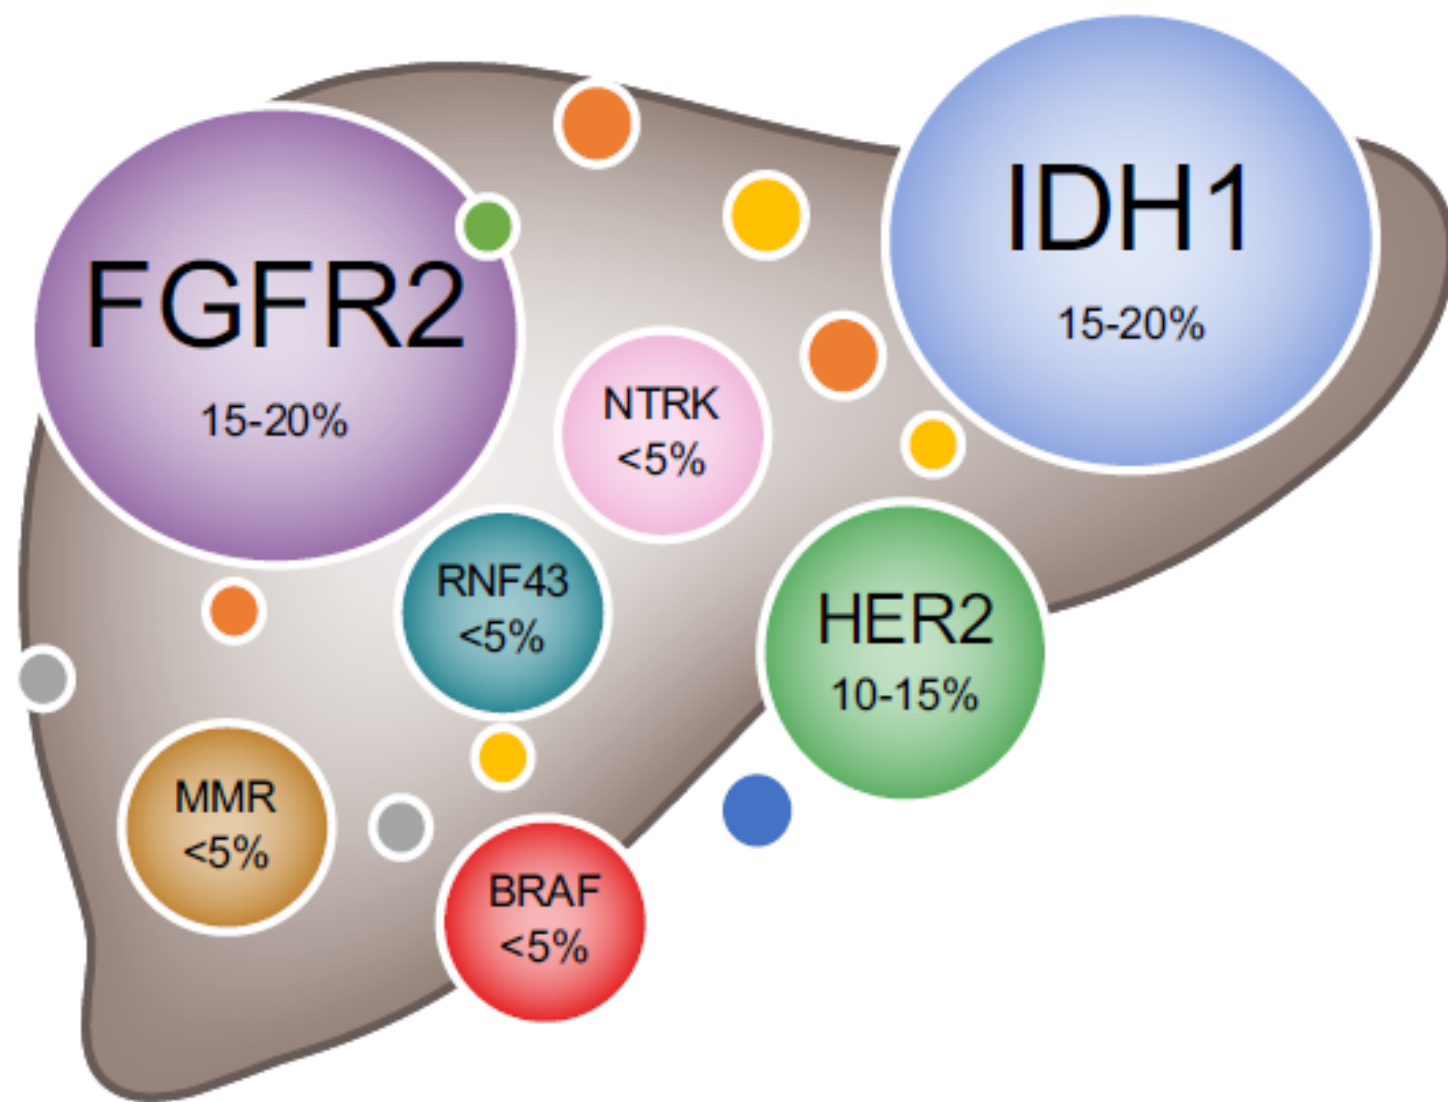 FGFR2
15-20%
IDH1
15-20%
NTRK
<5%
RNF43
<5%
HER2
10-15%
MMR
<5%
BRAF
<5%